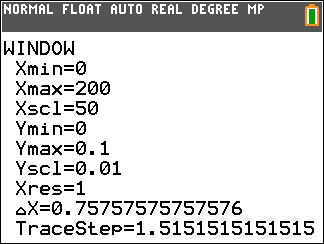 NORMAL FLOAT AUTO REAL DEGREE MP
WINDOW
Xmin=0
Xmax=200
Xscl=50
Ymin=0
Ymax=0.1
Yscl=0.01
Xres=1
△X=0.75757575757576
TraceStep=1.5151515151515